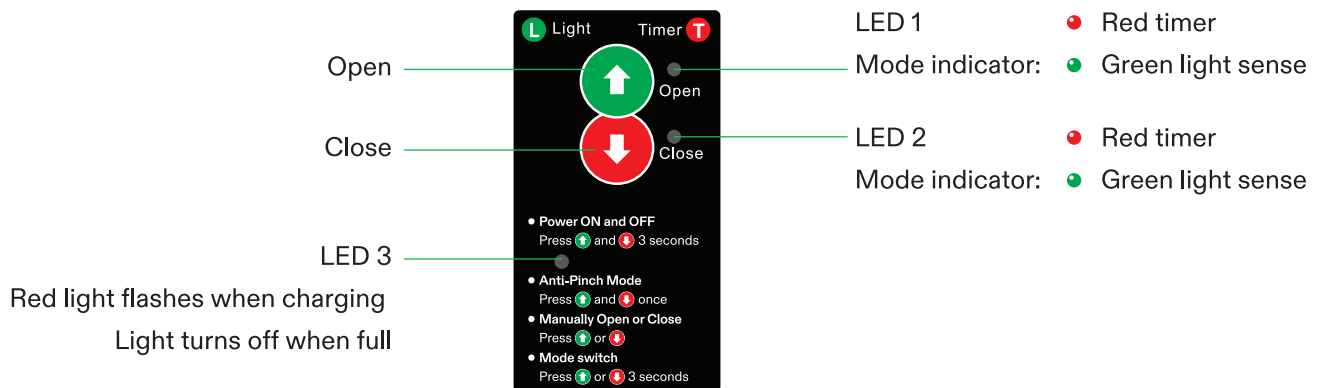 L Light Timer T
Open
Close
Open
Close
LED 1 Red timer
Mode indicator: Green light sense
LED 2 Red timer
Mode indicator: Green light sense
LED 3
Red light flashes when charging
Light turns off when full
• Power ON and OFF
Press ⬆ and ⬇ 3 seconds
• Anti-Pinch Mode
Press ⬆ and ⬇ once
• Manually Open or Close
Press ⬆ or ⬇
• Mode switch
Press ⬆ or ⬇ 3 seconds